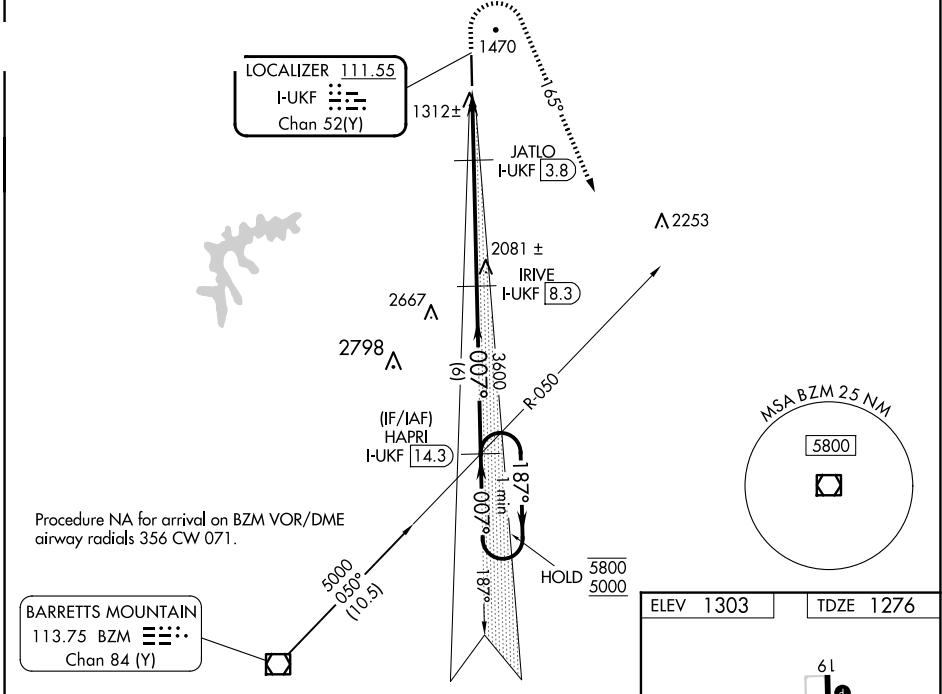 1470
LOCALIZER 111.55
I-UKF
Chan 52(Y)
165°
1312±
JATLO
I-UKF 3.8
2253
2081 ±
IRIVE
I-UKF 8.3
2667
2798
007°
(6)
3600
R-050
(IF/IAF)
HAPRI
I-UKF 14.3
MSA BZM 25 NM
5800
187°
1 min
007°
187°
HOLD 5800
5000
Procedure NA for arrival on BZM VOR/DME
airway radials 356 CW 071.
5000
050°
(10.5)
BARRETTS MOUNTAIN
113.75 BZM
Chan 84 (Y)
ELEV 1303
TDZE 1276
19